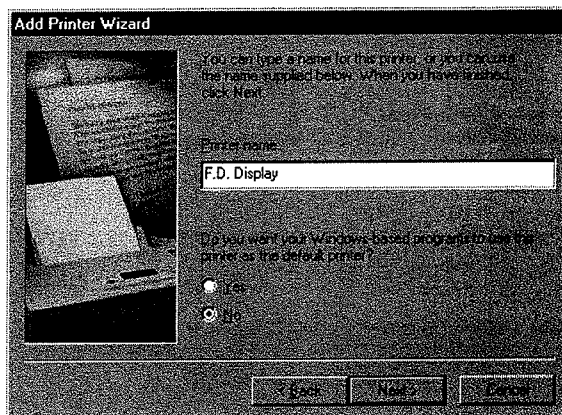 Add Printer Wizard
You can type a name for this printer, or you can use
the name supplied below. When you have finished,
click Next.
Printer name:
F.D. Display
Do you want your Windows-based programs to use this
printer as the default printer?
Yes
No
< Back
Next >
Cancel